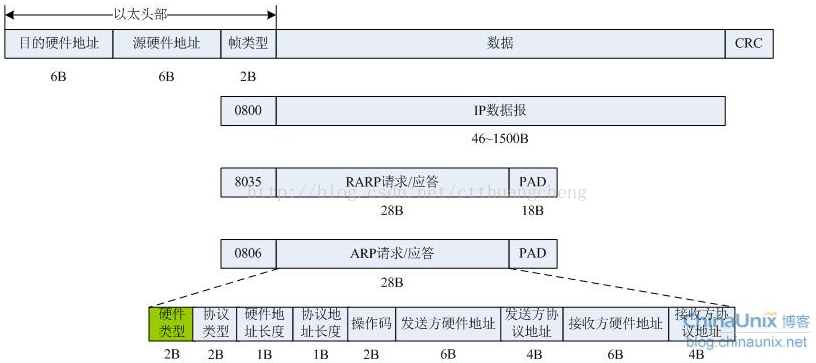 以太头部
目的硬件地址 源硬件地址 帧类型 数据 CRC
6B 6B 2B
0800 IP数据报
46~1500B
8035 RARP请求/应答 PAD
http://blog.csdn.net/ctthuangcheng
28B 18B
0806 ARP请求/应答 PAD
28B
硬件类型 协议类型 硬件地址长度 协议地址长度 操作码 发送方硬件地址 发送方协议地址 接收方硬件地址 接收方协议地址
2B 2B 1B 1B 2B 6B 4B 6B 4B
ChinaUnix 博客
blog.chinaunix.net